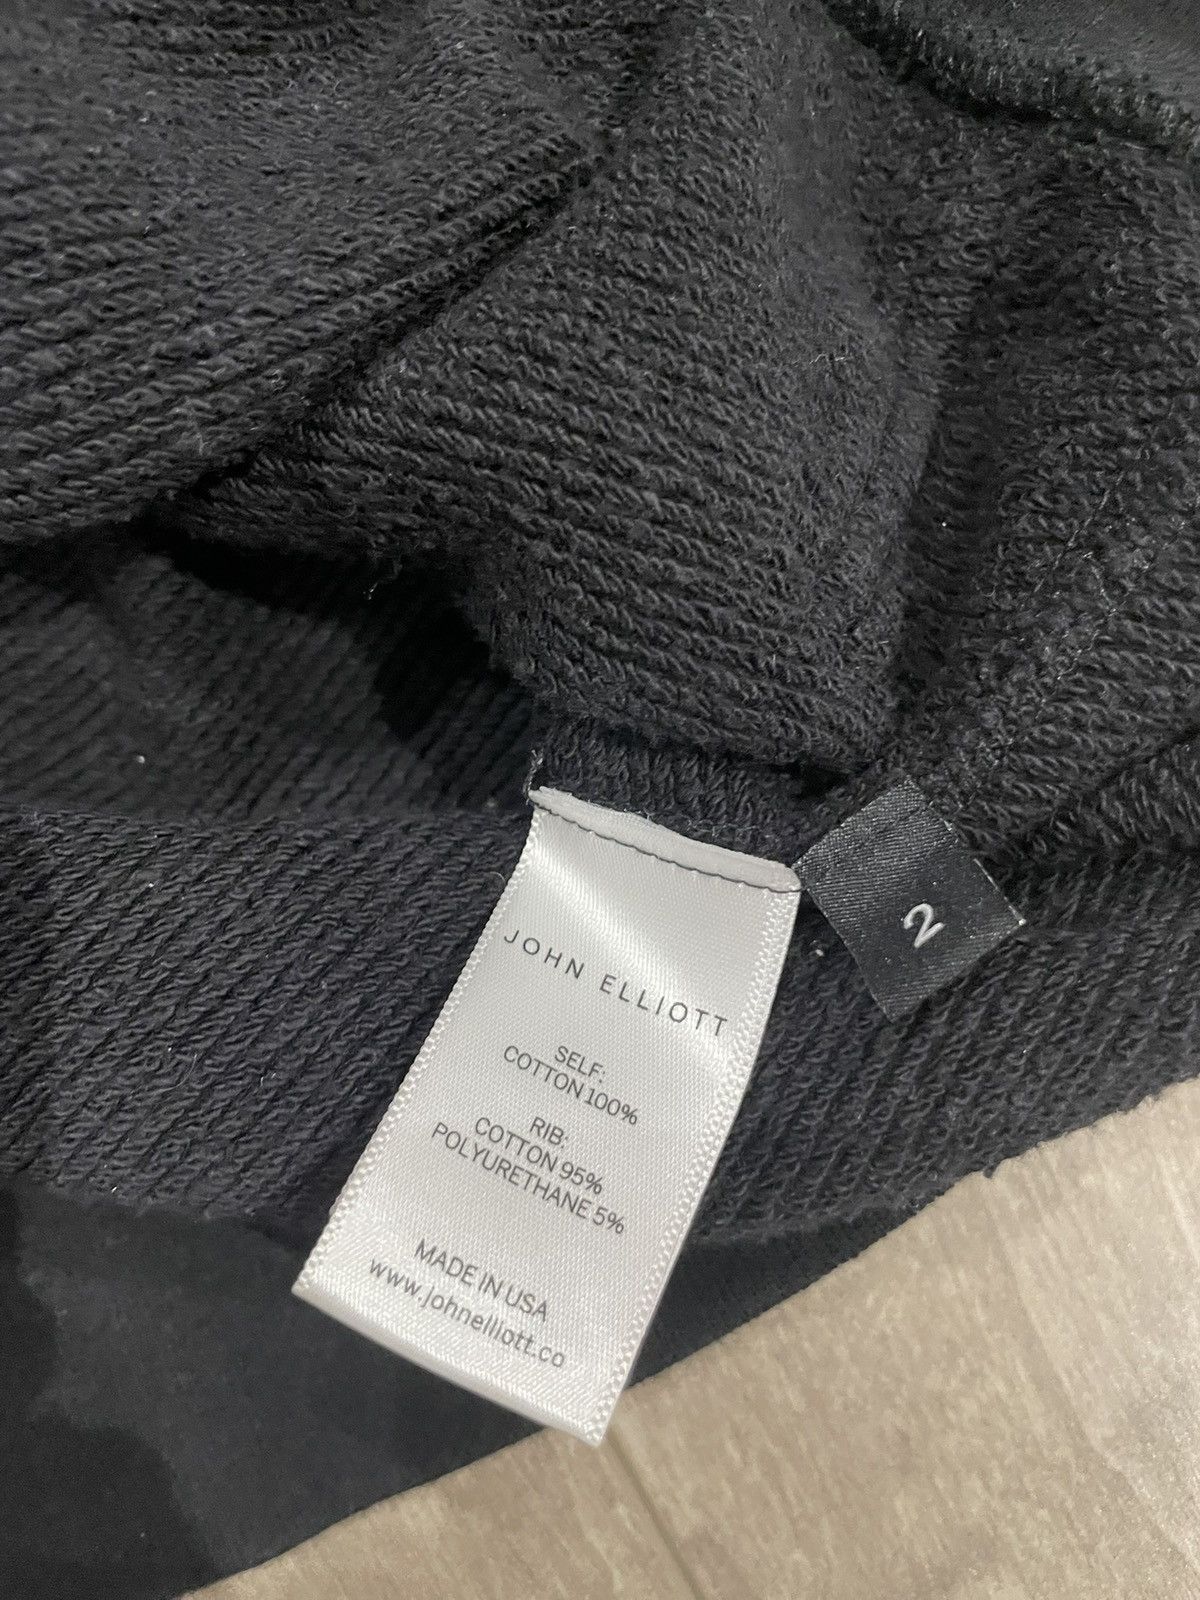 JOHN ELLIOTT
SELF:
COTTON 100%
RIB:
COTTON 95%
POLYURETHANE 5%
MADE IN USA
www.johnelliott.co
2